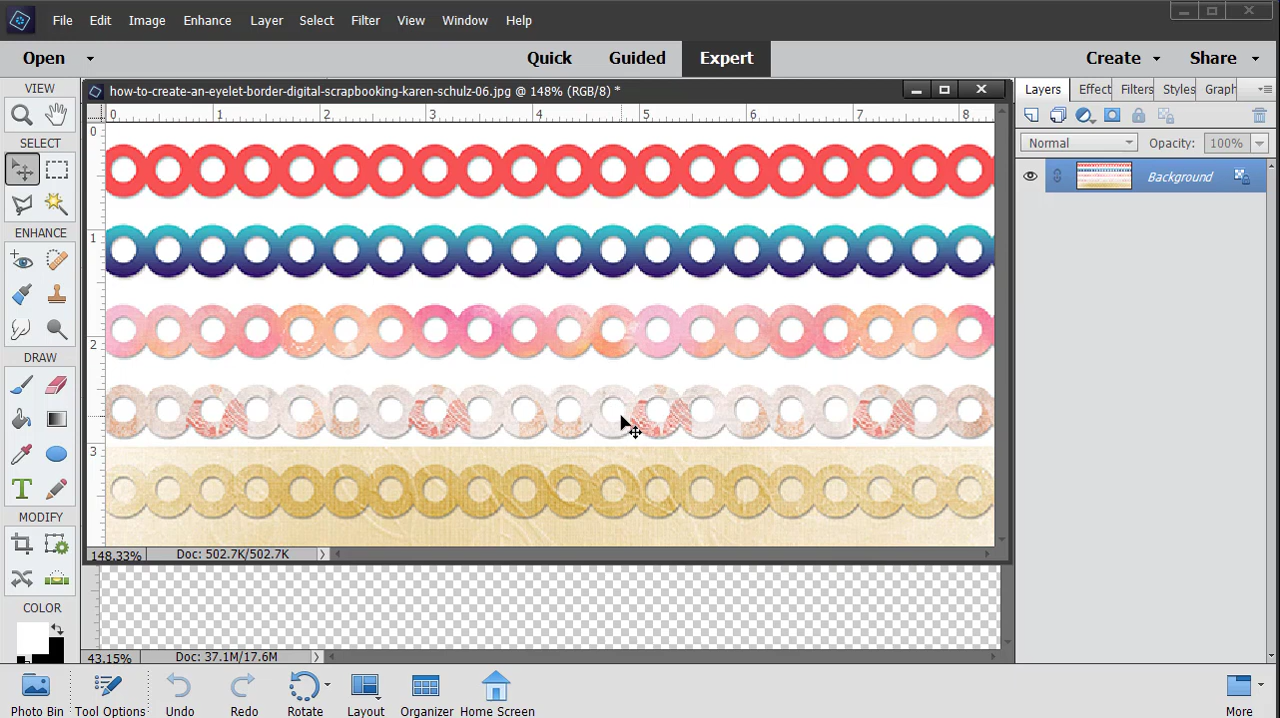 File Edit Image Enhance Layer Select Filter View Window Help
Open Quick Guided Expert Create Share
VIEW
SELECT
ENHANCE
DRAW
MODIFY
COLOR
how-to-create-an-eyelet-border-digital-scrapbooking-karen-schulz-06.jpg @ 148% (RGB/8) *
0 1 2 3 4 5 6 7 8
0
1
2
3
148.33% Doc: 502.7K/502.7K
43.15% Doc: 37.1M/17.6M
Layers Effect Filters Styles Graph
Normal Opacity: 100%
Background
Photo Bin Tool Options Undo Redo Rotate Layout Organizer Home Screen More